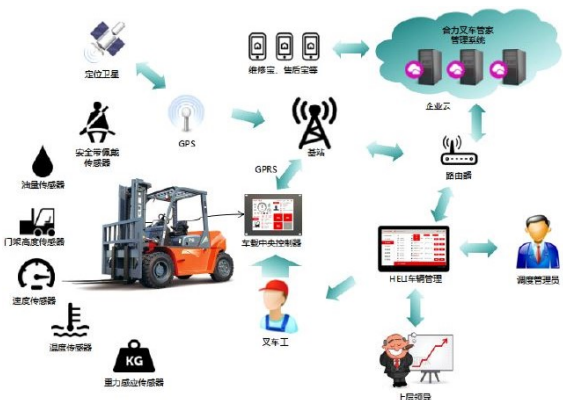 合力叉车管家
管理系统
定位卫星
维修宝、售后宝等
企业云
GPS
安全带佩戴
传感器
基站
路由器
GPRS
油量传感器
门架高度传感器
车载中央控制器
速度传感器
HELI车辆管理
调度管理员
温度传感器
叉车工
KG
重力感应传感器
上层领导